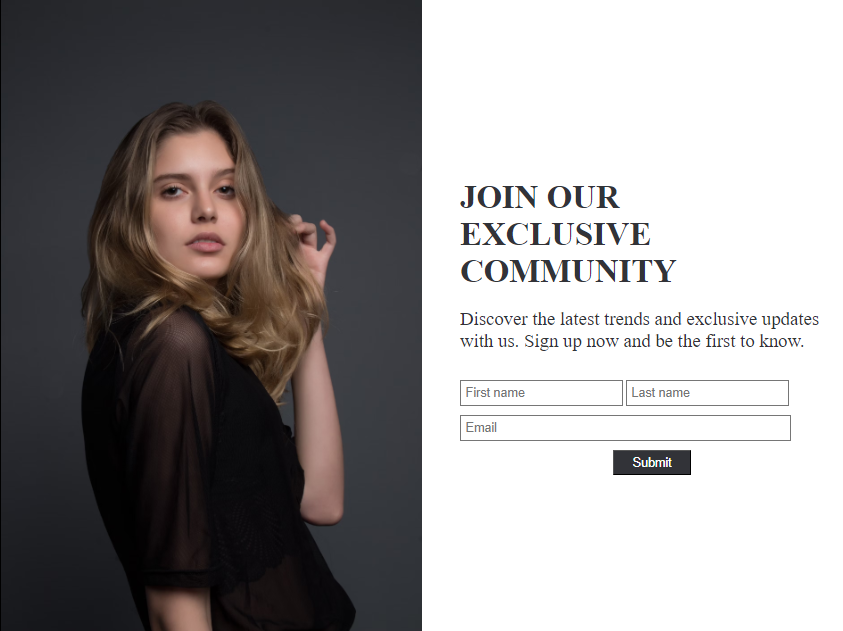 JOIN OUR
EXCLUSIVE
COMMUNITY
Discover the latest trends and exclusive updates
with us. Sign up now and be the first to know.
First name Last name
Email
Submit